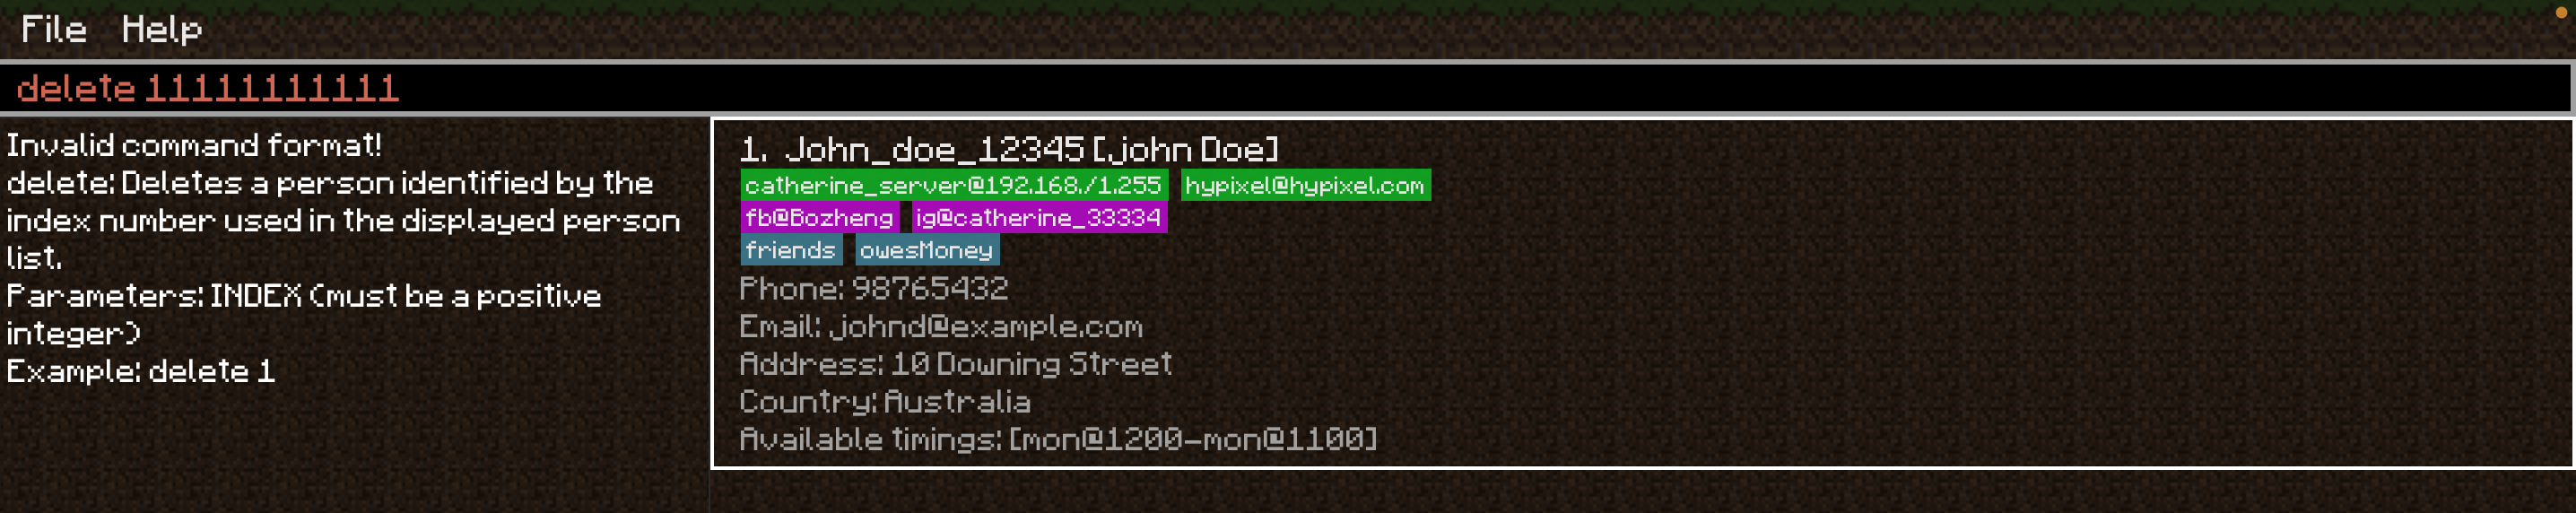 File Help
delete 11111111111
Invalid command format!
delete: Deletes a person identified by the
index number used in the displayed person
list.
Parameters: INDEX (must be a positive
integer)
Example: delete 1
1. John_doe_12345 [john Doe]
catherine_server@192.168./1.255 hypixel@hypixel.com
fb@Bozheng ig@catherine_33334
friends owesMoney
Phone: 98765432
Email: johnd@example.com
Address: 10 Downing Street
Country: Australia
Available timings: [mon@1200-mon@1100]